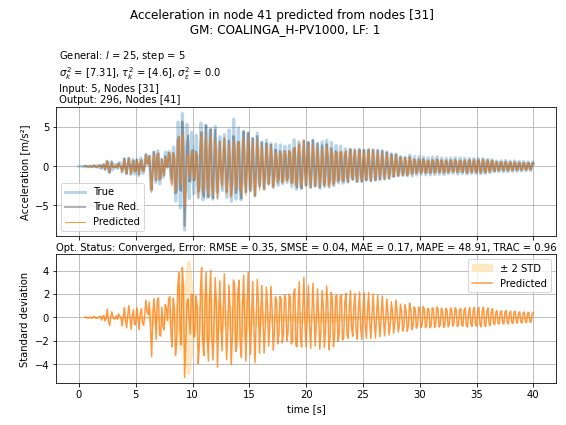 Acceleration in node 41 predicted from nodes [31]
GM: COALINGA_H-PV1000, LF: 1
General: l = 25, step = 5
σ²ₖ = [7.31], τ²ₖ = [4.6], σ²ε = 0.0
Input: 5, Nodes [31]
Output: 296, Nodes [41]
Acceleration [m/s²]
5
0
−5
True
True Red.
Predicted
Opt. Status: Converged, Error: RMSE = 0.35, SMSE = 0.04, MAE = 0.17, MAPE = 48.91, TRAC = 0.96
Standard deviation
4
2
0
−2
−4
± 2 STD
Predicted
0 5 10 15 20 25 30 35 40
time [s]